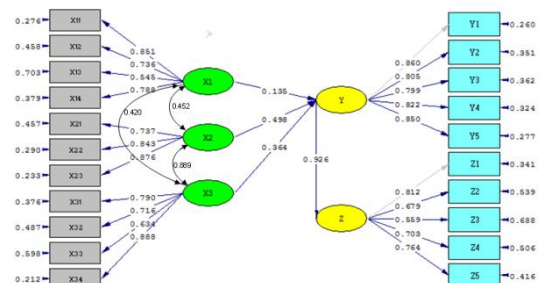 0.276 X11
0.458 X12
0.703 X13
0.379 X14
0.457 X21
0.290 X22
0.233 X23
0.376 X31
0.487 X32
0.598 X33
0.212 X34
0.851
0.736
0.545
0.788
0.737
0.843
0.876
0.790
0.716
0.634
0.888
0.420
0.452
0.889
X1
X2
X3
0.135
0.498
0.364
Y
0.926
Z
0.860
0.805
0.799
0.822
0.850
0.812
0.679
0.559
0.703
0.764
Y1 0.260
Y2 0.351
Y3 0.362
Y4 0.324
Y5 0.277
Z1 0.341
Z2 0.539
Z3 0.688
Z4 0.506
Z5 0.416